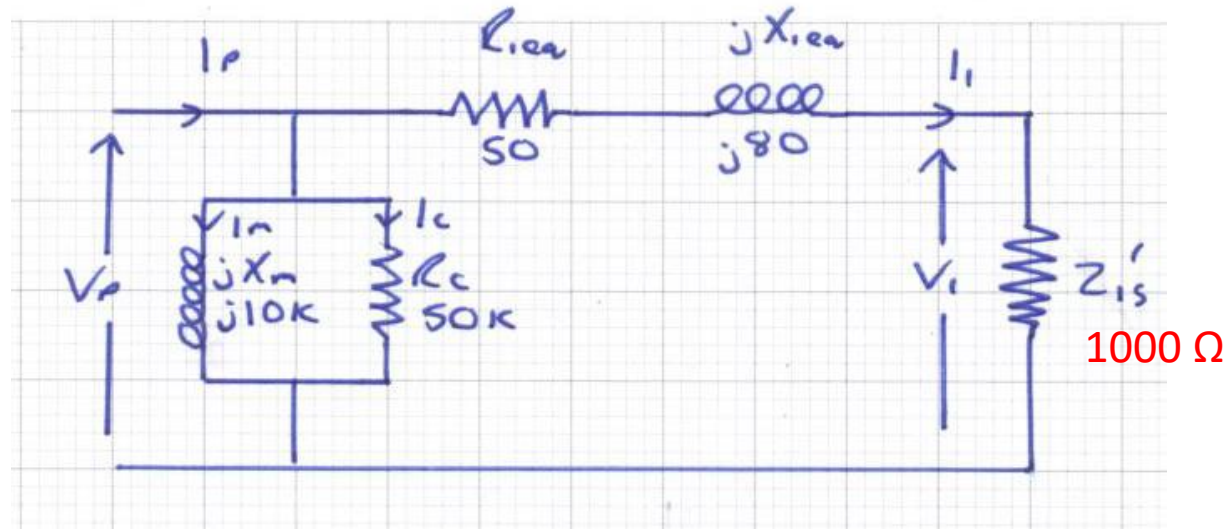 Ip
R1eq
jX1eq
I1
50
j80
Im
Ic
Vp
jXm
j10K
Rc
50K
V1
Z1s'
1000 Ω